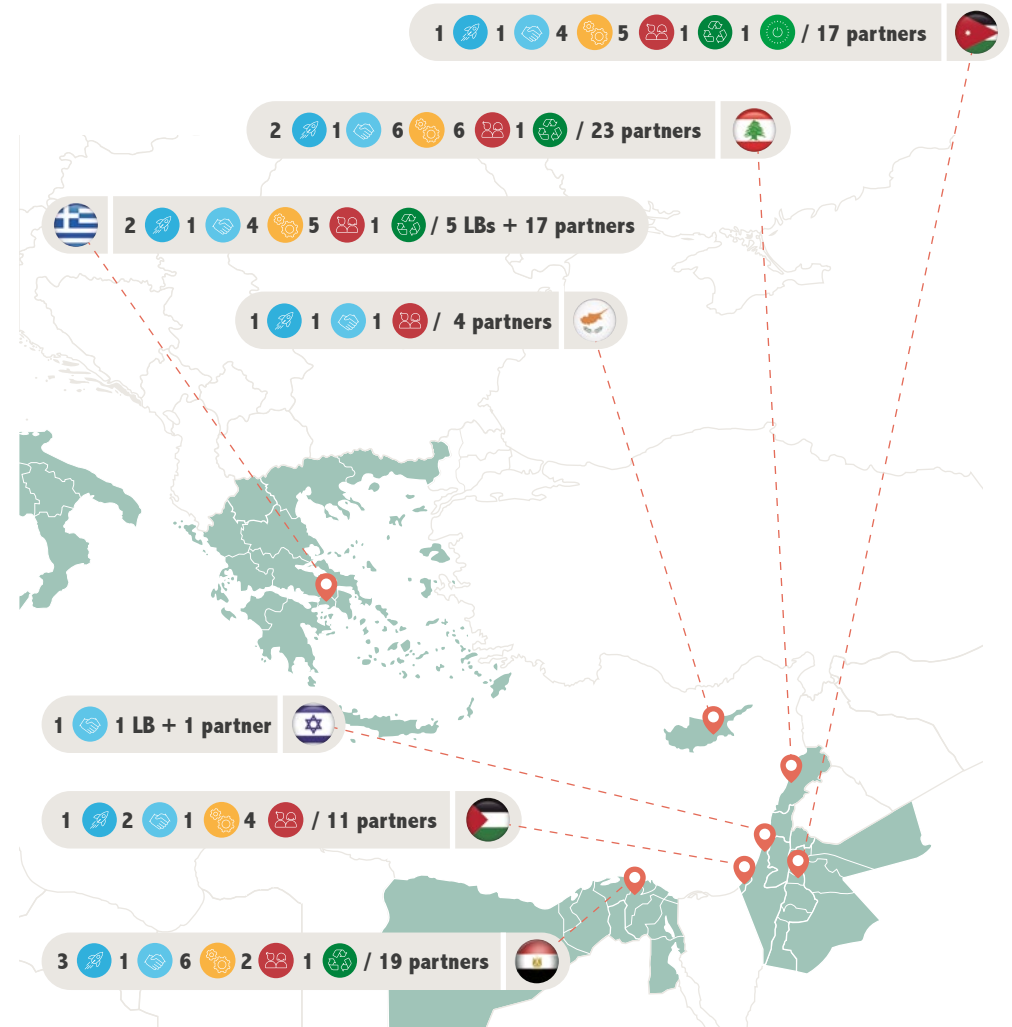 1 1 4 5 1 1 / 17 partners
2 1 6 6 1 / 23 partners
2 1 4 5 1 / 5 LBs + 17 partners
1 1 1 / 4 partners
1 1 LB + 1 partner
1 2 1 4 / 11 partners
3 1 6 2 1 / 19 partners